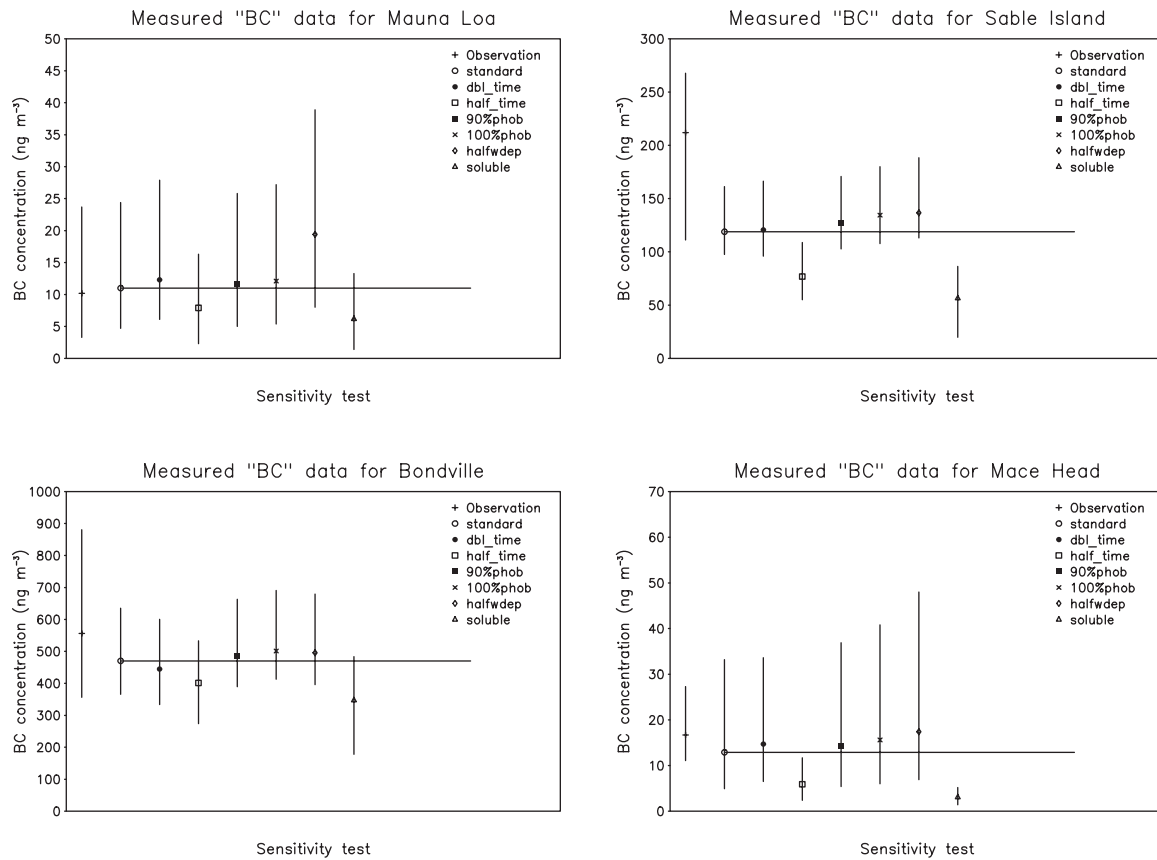 Measured "BC" data for Mauna Loa
50
45
40
35
30
25
20
15
10
5
0
BC concentration (ng m⁻³)
Observation
standard
dbl_time
half_time
90%phob
100%phob
halfwdep
soluble
Sensitivity test
Measured "BC" data for Sable Island
300
250
200
150
100
50
0
BC concentration (ng m⁻³)
Observation
standard
dbl_time
half_time
90%phob
100%phob
halfwdep
soluble
Sensitivity test
Measured "BC" data for Bondville
1000
900
800
700
600
500
400
300
200
100
0
BC concentration (ng m⁻³)
Observation
standard
dbl_time
half_time
90%phob
100%phob
halfwdep
soluble
Sensitivity test
Measured "BC" data for Mace Head
70
60
50
40
30
20
10
0
BC concentration (ng m⁻³)
Observation
standard
dbl_time
half_time
90%phob
100%phob
halfwdep
soluble
Sensitivity test